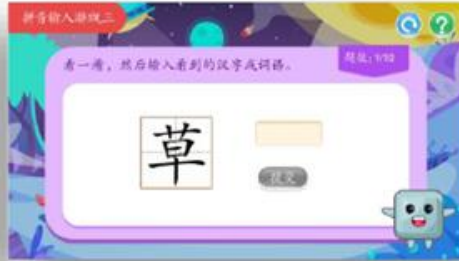 拼音输入游戏三
看一看，然后输入看到的汉字或词语。
题数:1/10
草
提交
?